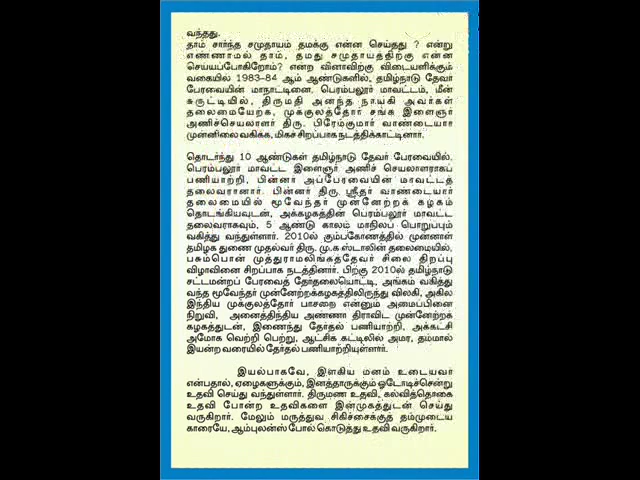 வந்தது.
தாம் சார்ந்த சமுதாயம் தமக்கு என்ன செய்தது ? என்று
எண்ணாமல் தாம், தமது சமுதாயத்திற்கு என்ன
செய்யப்போகிறோம்? என்ற வினாவிற்கு விடையளிக்கும்
வகையில் 1983-84 ஆம் ஆண்டுகளில், தமிழ்நாடு தேவர்
பேரவையின் மாநாட்டினை, பெரம்பலூர் மாவட்டம், மீன்
சுருட்டியில், திருமதி அனந்த நாயகி அவர்கள்
தலைமையேற்க, முக்குலத்தோர் சங்க இளைஞர்
அணிச்செயலாளர் திரு. பிரேம்குமார் வாண்டையார்
முன்னிலை வகிக்க, மிகச் சிறப்பாக நடத்திக்காட்டினார்.
தொடர்ந்து 10 ஆண்டுகள் தமிழ்நாடு தேவர் பேரவையில்,
பெரம்பலூர் மாவட்ட இளைஞர் அணிச் செயலாளராகப்
பணியாற்றி, பின்னர் அப்பேரவையின் மாவட்டத்
தலைவரானார். பின்னர் திரு. ஸ்ரீதர் வாண்டையார்
தலைமையில் மூவேந்தர் முன்னேற்றக் கழகம்
தொடங்கியவுடன், அக்கழகத்தின் பெரம்பலூர் மாவட்ட
தலைவராகவும், 5 ஆண்டு காலம் மாநிலப் பொறுப்பும்
வகித்து வந்துள்ளார். 2010ல் கும்பகோணத்தில் முன்னாள்
தமிழக துணை முதல்வர் திரு. மு.க ஸ்டாலின் தலைமையில்,
பசும்பொன் முத்துராமலிங்கத்தேவர் சிலை திறப்பு
விழாவினை சிறப்பாக நடத்தினார். பிற்கு 2010ல் தமிழ்நாடு
சட்டமன்றப் பேரவைத் தேர்தலையொட்டி, அங்கம் வகித்து
வந்த மூவேந்தர் முன்னேற்றக்கழகத்திலிருந்து விலகி, அகில
இந்திய முக்குலத்தோர் பாசறை என்னும் அமைப்பினை
நிறுவி, அனைத்திந்திய அண்ணா திராவிட முன்னேற்றக்
கழகத்துடன், இணைந்து தேர்தல் பணியாற்றி, அக்கட்சி
அமோக வெற்றி பெற்று, ஆட்சிக் கட்டிலில் அமர, தம்மால்
இயன்ற வரையில் தேர்தல் பணியாற்றியுள்ளார்.
இயல்பாகவே, இளகிய மனம் உடையவர்
என்பதால், ஏழைகளுக்கும், இனத்தாருக்கும் ஓடோடிச்சென்று
உதவி செய்து வந்துள்ளார். திருமண உதவி, கல்வித்தொகை
உதவி போன்ற உதவிகளை இன்முகத்துடன் செய்து
வருகிறார். மேலும் மருத்துவ சிகிச்சைக்குத் தம்முடைய
காரையே, ஆம்புலன்ஸ் போல் கொடுத்து உதவி வருகிறார்.